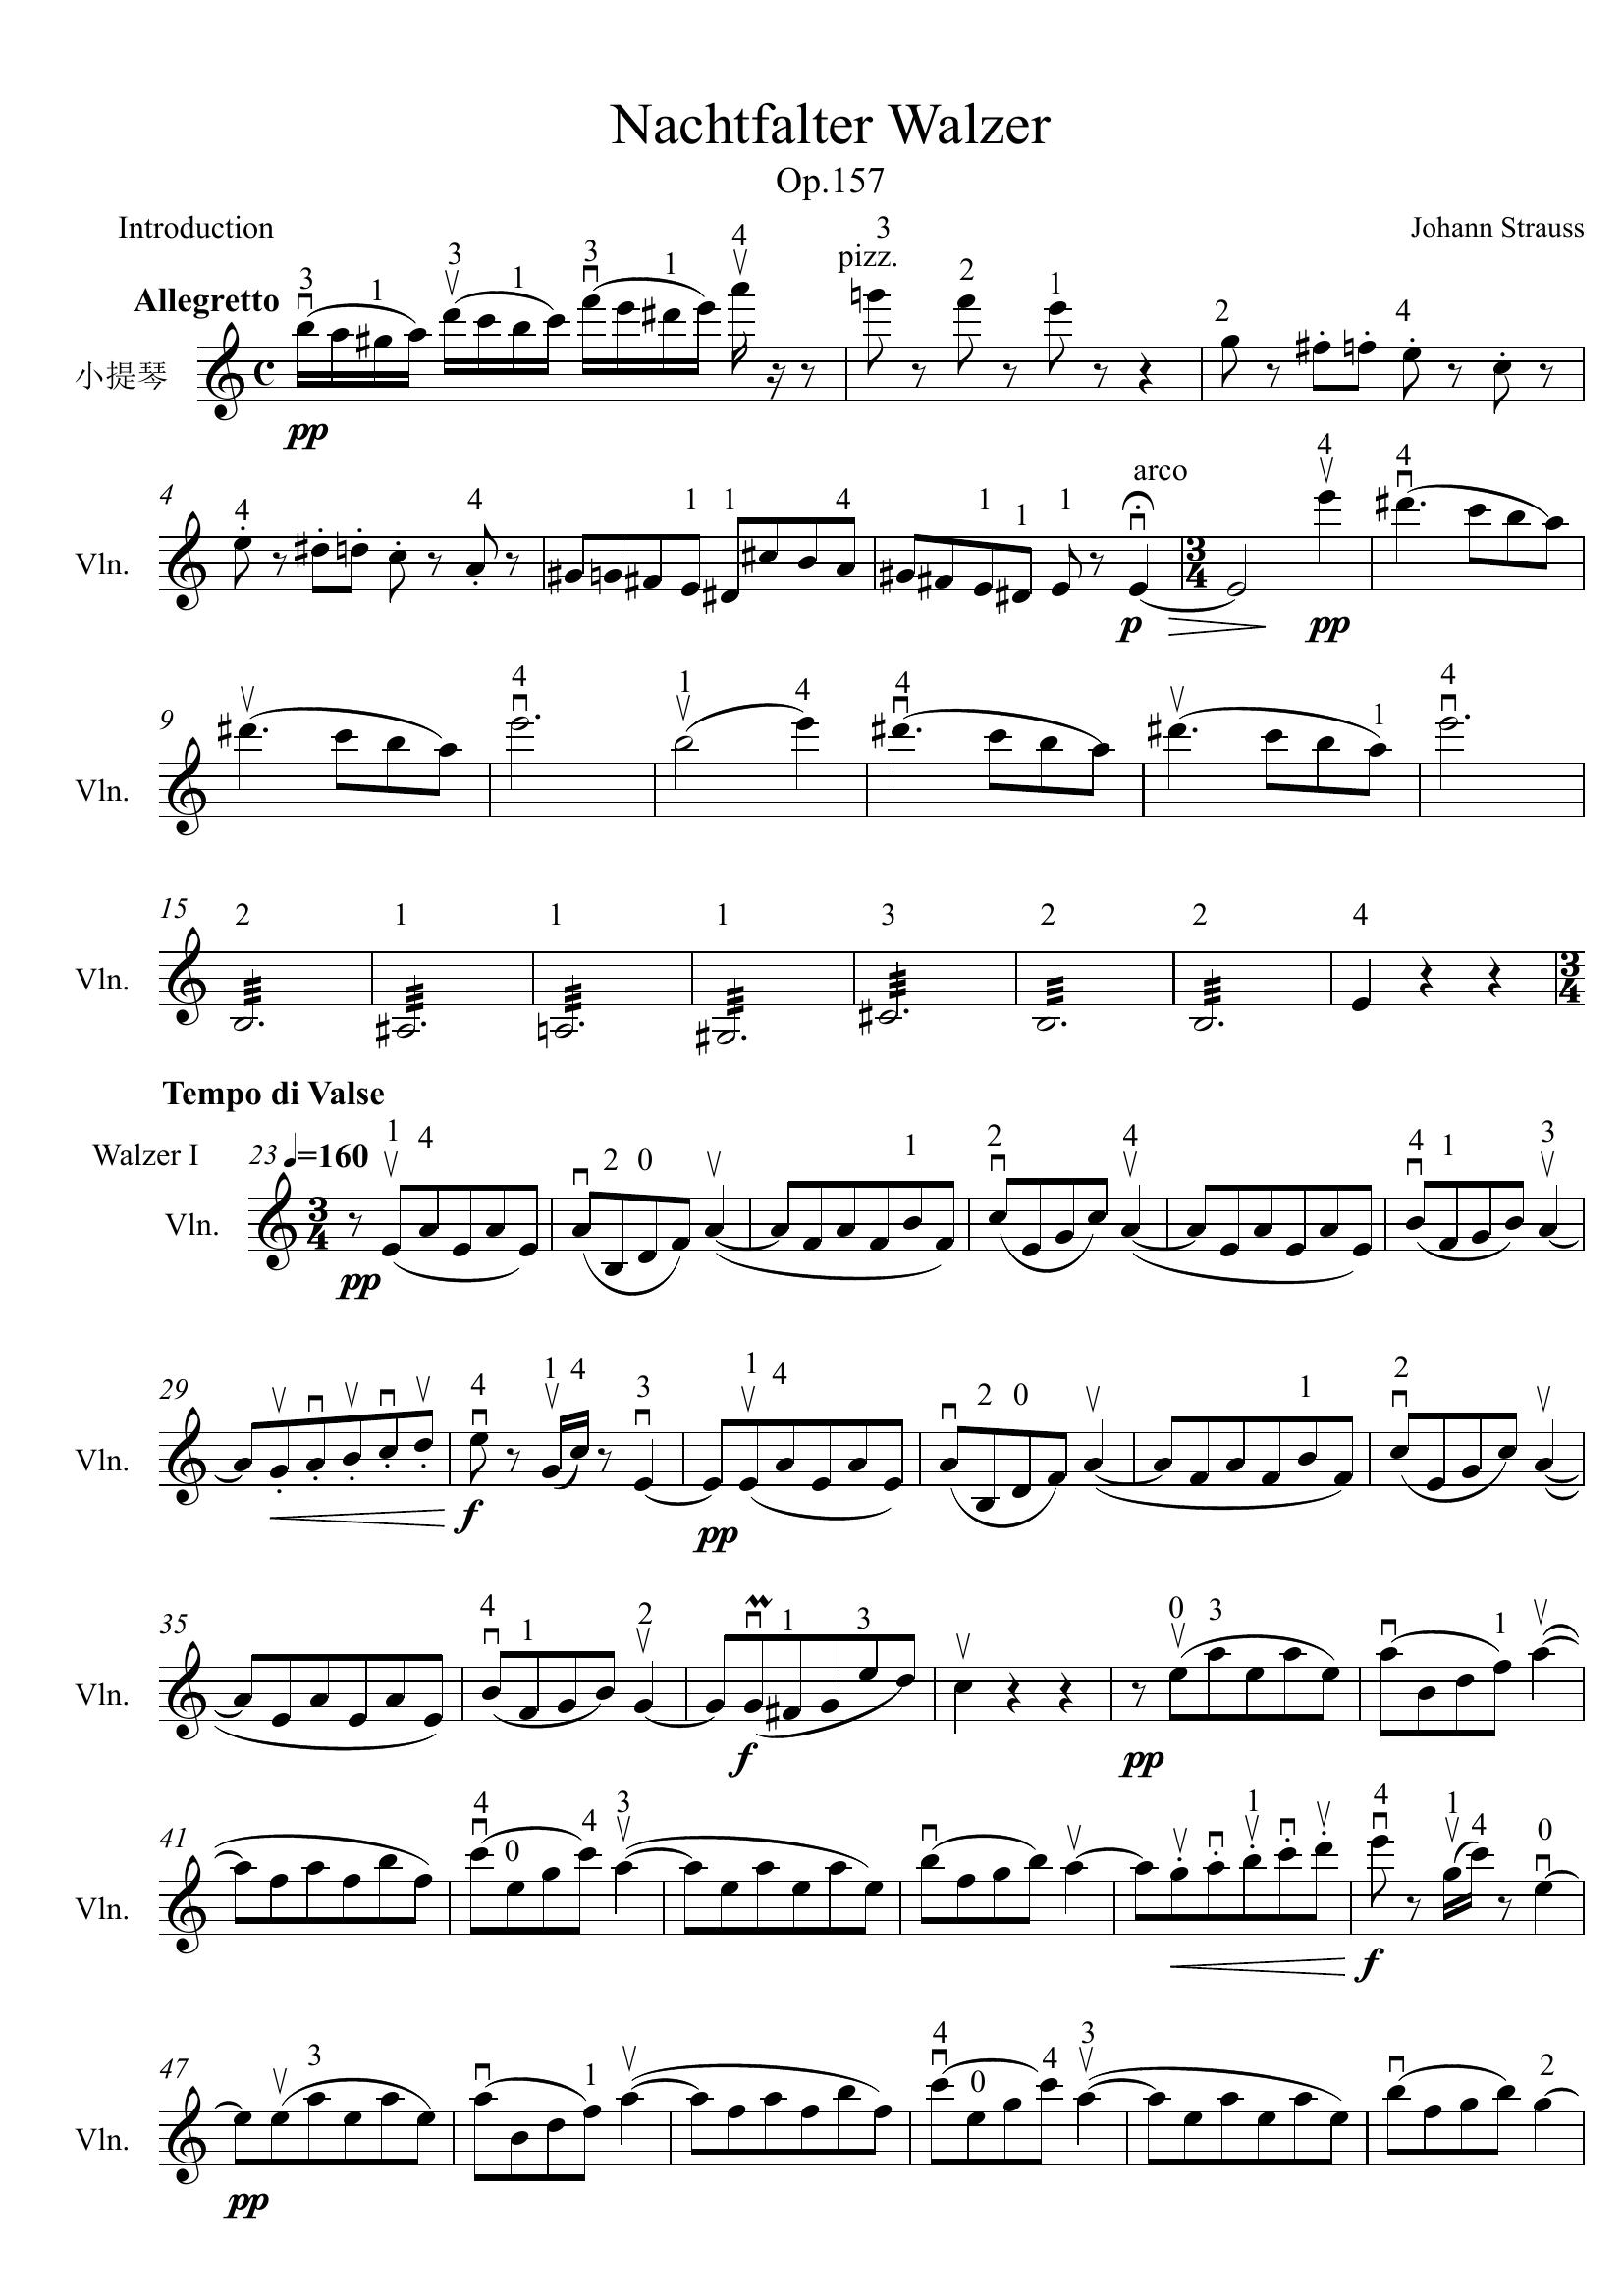 Nachtfalter Walzer
Op.157
Introduction
Johann Strauss
3 1 3 1 3 1 4 3 2 1 2 4
pizz.
Allegretto
小提琴
pp
4
4 4 1 1 4 1 1 1 4 4
arco
Vln.
3
4
p pp
9
4 1 4 4 1 4
Vln.
15
2 1 1 1 3 2 2 4
Vln.
3
4
Tempo di Valse
Walzer I
23 =160
1 4 2 0 1 2 4 4 1 3
Vln.
3
4
pp
29
4 1 4 3 1 4 2 0 1 2
Vln.
f pp
35
4 1 2 1 3 0 3 1
Vln.
f pp
41
4 0 4 3 1 4 1 4 0
Vln.
f
47
3 1 4 0 4 3 2
Vln.
pp